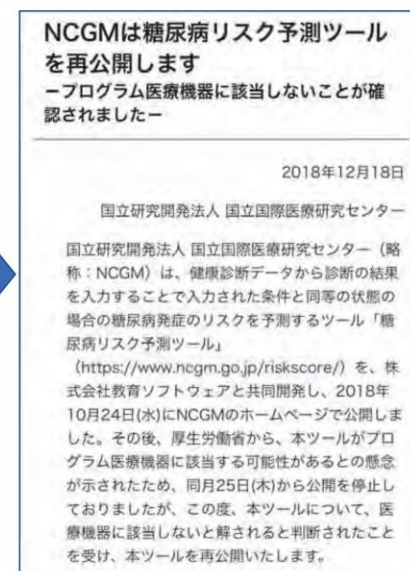 NCGMは糖尿病リスク予測ツール
を再公開します
ープログラム医療機器に該当しないことが確
認されましたー
2018年12月18日
国立研究開発法人 国立国際医療研究センター
国立研究開発法人 国立国際医療研究センター（略
称：NCGM）は、健康診断データから診断の結果
を入力することで入力された条件と同等の状態の
場合の糖尿病発症のリスクを予測するツール「糖
尿病リスク予測ツール」
（https://www.ncgm.go.jp/riskscore/）を、株
式会社教育ソフトウェアと共同開発し、2018年
10月24日(水)にNCGMのホームページで公開しま
した。その後、厚生労働省から、本ツールがプロ
グラム医療機器に該当する可能性があるとの懸念
が示されたため、同月25日(木)から公開を停止し
ておりましたが、この度、本ツールについて、医
療機器に該当しないと解されると判断されたこと
を受け、本ツールを再公開いたします。